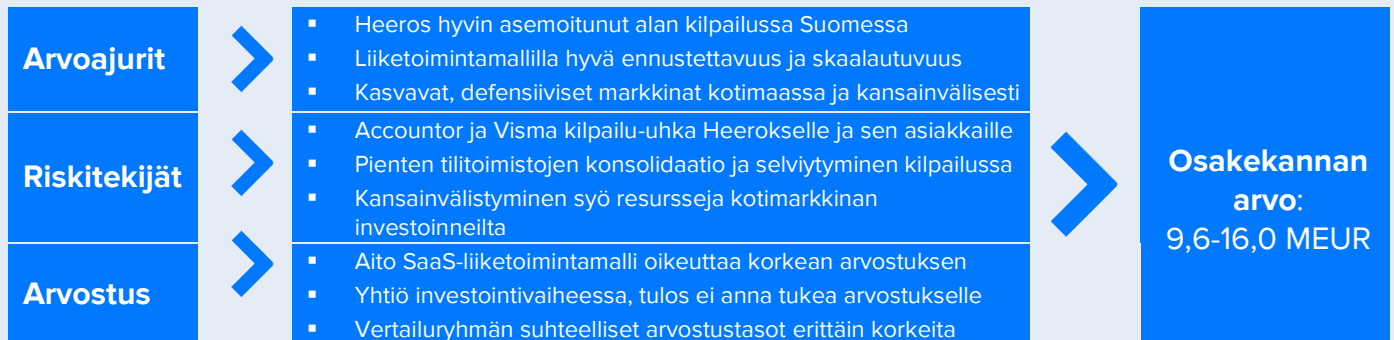 Arvoajurit
▪ Heeros hyvin asemoitunut alan kilpailussa Suomessa
▪ Liiketoimintamallilla hyvä ennustettavuus ja skaalautuvuus
▪ Kasvavat, defensiiviset markkinat kotimaassa ja kansainvälisesti
Riskitekijät
▪ Accountor ja Visma kilpailu-uhka Heerokselle ja sen asiakkaille
▪ Pienten tilitoimistojen konsolidaatio ja selviytyminen kilpailussa
▪ Kansainvälistyminen syö resursseja kotimarkkinan
investoinneilta
Arvostus
▪ Aito SaaS-liiketoimintamalli oikeuttaa korkean arvostuksen
▪ Yhtiö investointivaiheessa, tulos ei anna tukea arvostukselle
▪ Vertailuryhmän suhteelliset arvostustasot erittäin korkeita
Osakekannan
arvo:
9,6-16,0 MEUR